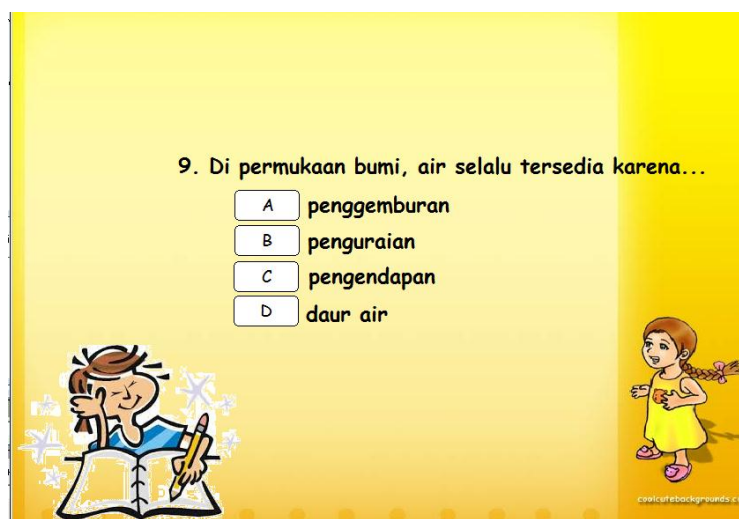 9. Di permukaan bumi, air selalu tersedia karena...
A penggemburan
B penguraian
C pengendapan
D daur air